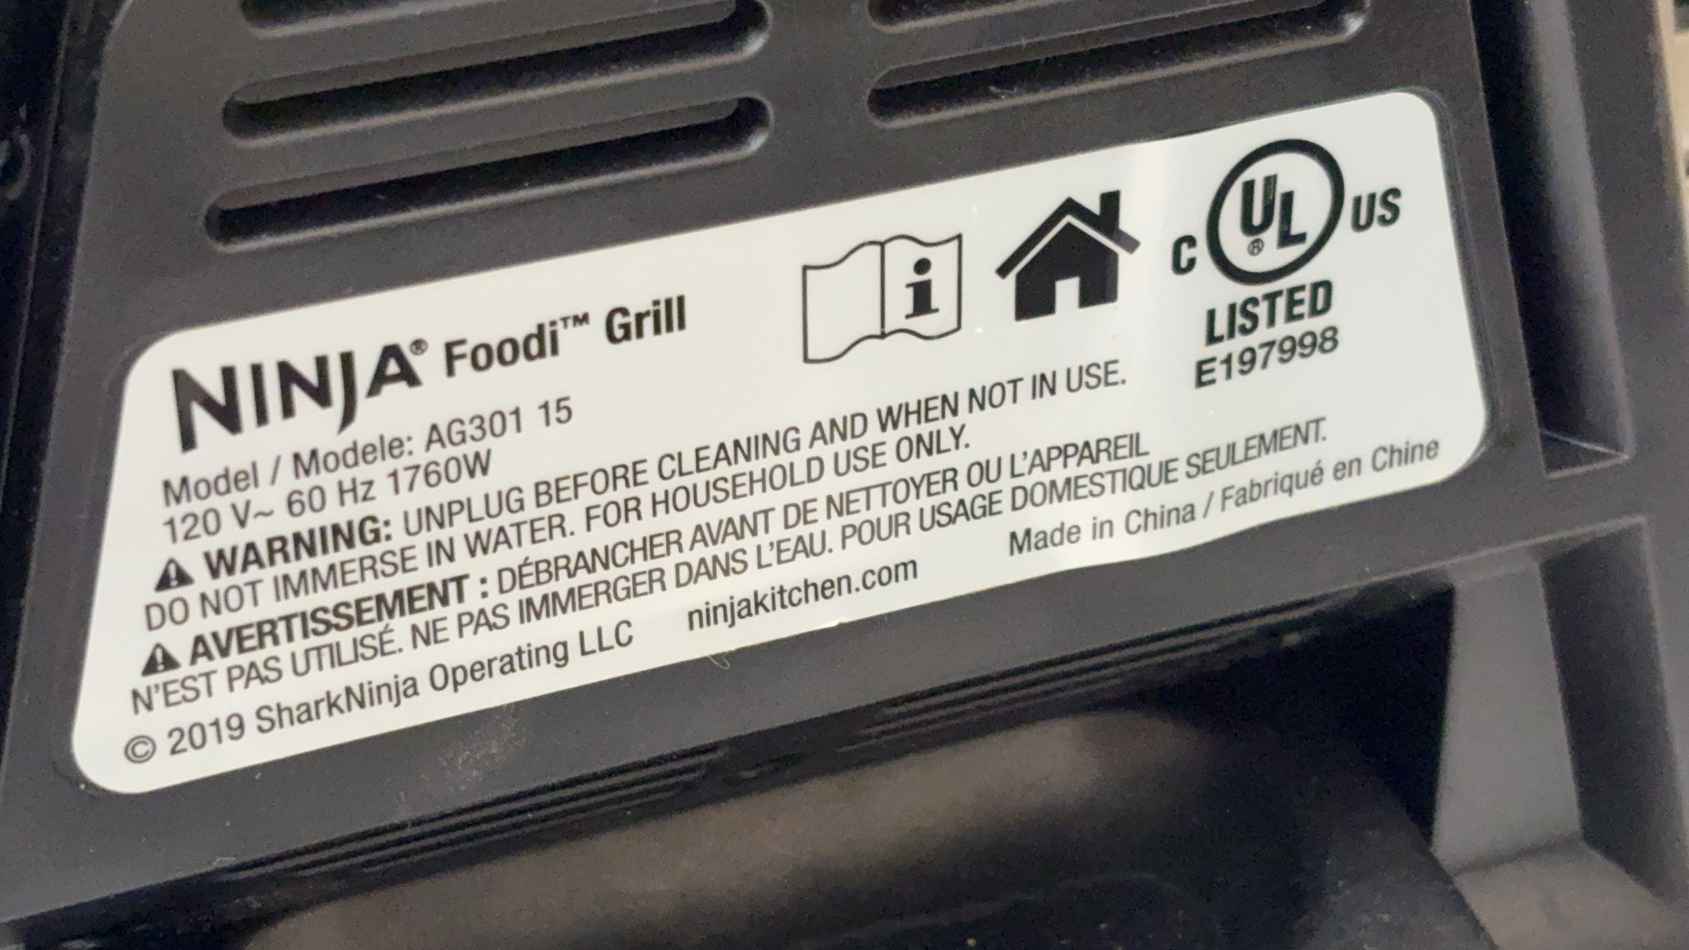 NINJA® Foodi™ Grill
Model / Modele: AG301 15
120 V~ 60 Hz 1760W
WARNING: UNPLUG BEFORE CLEANING AND WHEN NOT IN USE.
DO NOT IMMERSE IN WATER. FOR HOUSEHOLD USE ONLY.
AVERTISSEMENT : DÉBRANCHER AVANT DE NETTOYER OU L'APPAREIL
N'EST PAS UTILISÉ. NE PAS IMMERGER DANS L'EAU. POUR USAGE DOMESTIQUE SEULEMENT.
© 2019 SharkNinja Operating LLC ninjakitchen.com Made in China / Fabriqué en Chine
i
C UL® US
LISTED
E197998